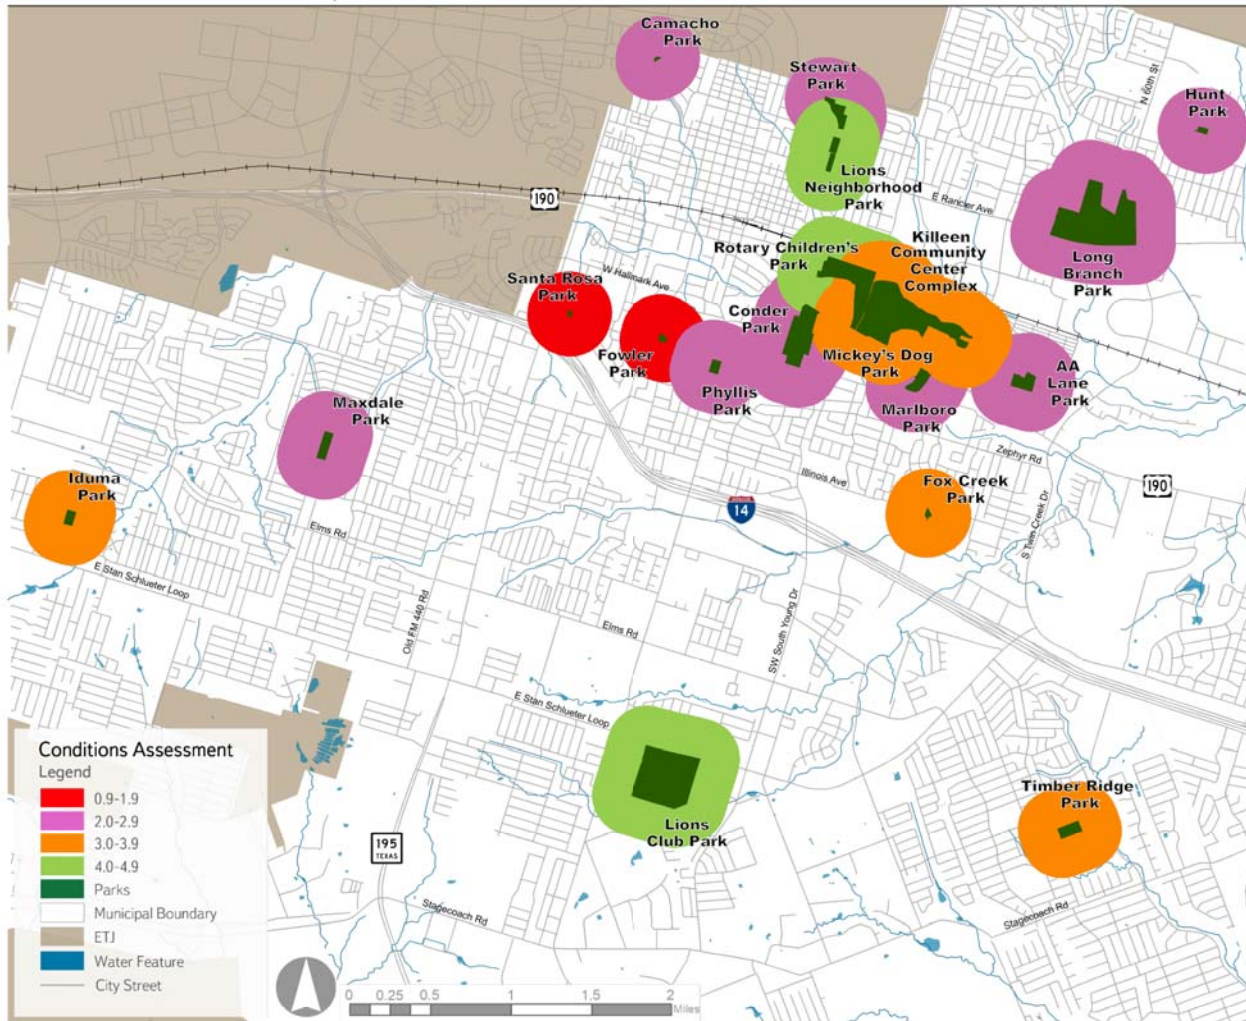 Camacho
Park
Stewart
Park
N 60th St
Hunt
Park
Lions
Neighborhood
Park
190
E Rancier Ave
Rotary Children's
Park
Killeen
Community
Center
Complex
Long
Branch
Park
Santa Rosa
Park
W Hallmark Ave
Conder
Park
Fowler
Park
Mickey's Dog
Park
Phyllis
Park
Marlboro
Park
AA
Lane
Park
Maxdale
Park
Zephyr Rd
Illinois Ave
Iduma
Park
Fox Creek
Park
190
14
Elms Rd
S Twin Creek Dr
E Stan Schlueter Loop
Old FM 440 Rd
Elms Rd
SW South Young Dr
E Stan Schlueter Loop
Conditions Assessment
Legend
0.9-1.9
2.0-2.9
3.0-3.9
4.0-4.9
Parks
Municipal Boundary
ETJ
Water Feature
City Street
Lions
Club Park
Timber Ridge
Park
195
TEXAS
Stagecoach Rd
Stagecoach Rd
0 0.25 0.5 1 1.5 2
Miles